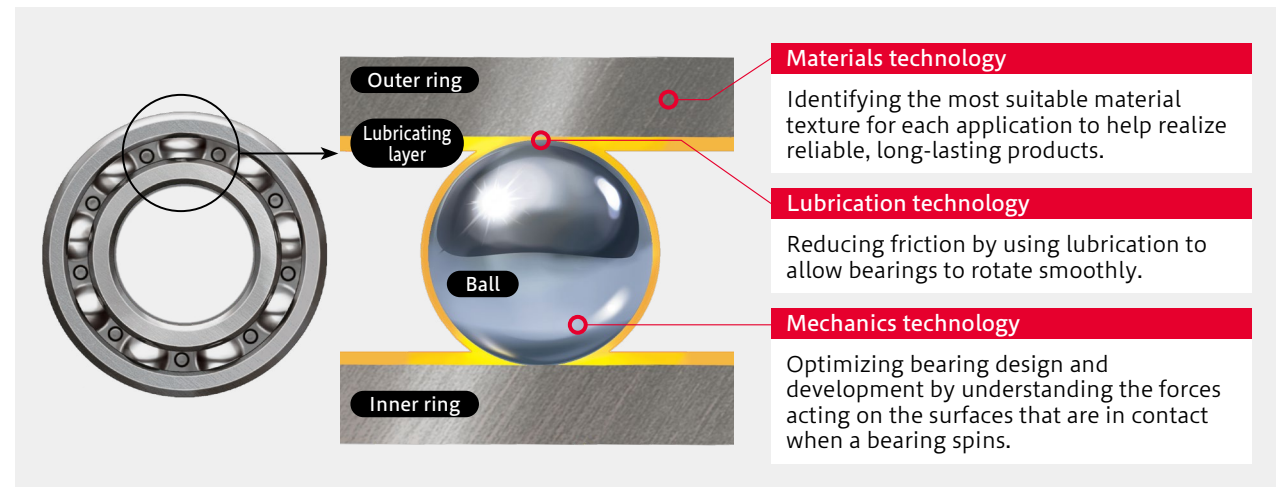 Outer ring
Lubricating
layer
Ball
Inner ring
Materials technology
Identifying the most suitable material
texture for each application to help realize
reliable, long-lasting products.
Lubrication technology
Reducing friction by using lubrication to
allow bearings to rotate smoothly.
Mechanics technology
Optimizing bearing design and
development by understanding the forces
acting on the surfaces that are in contact
when a bearing spins.